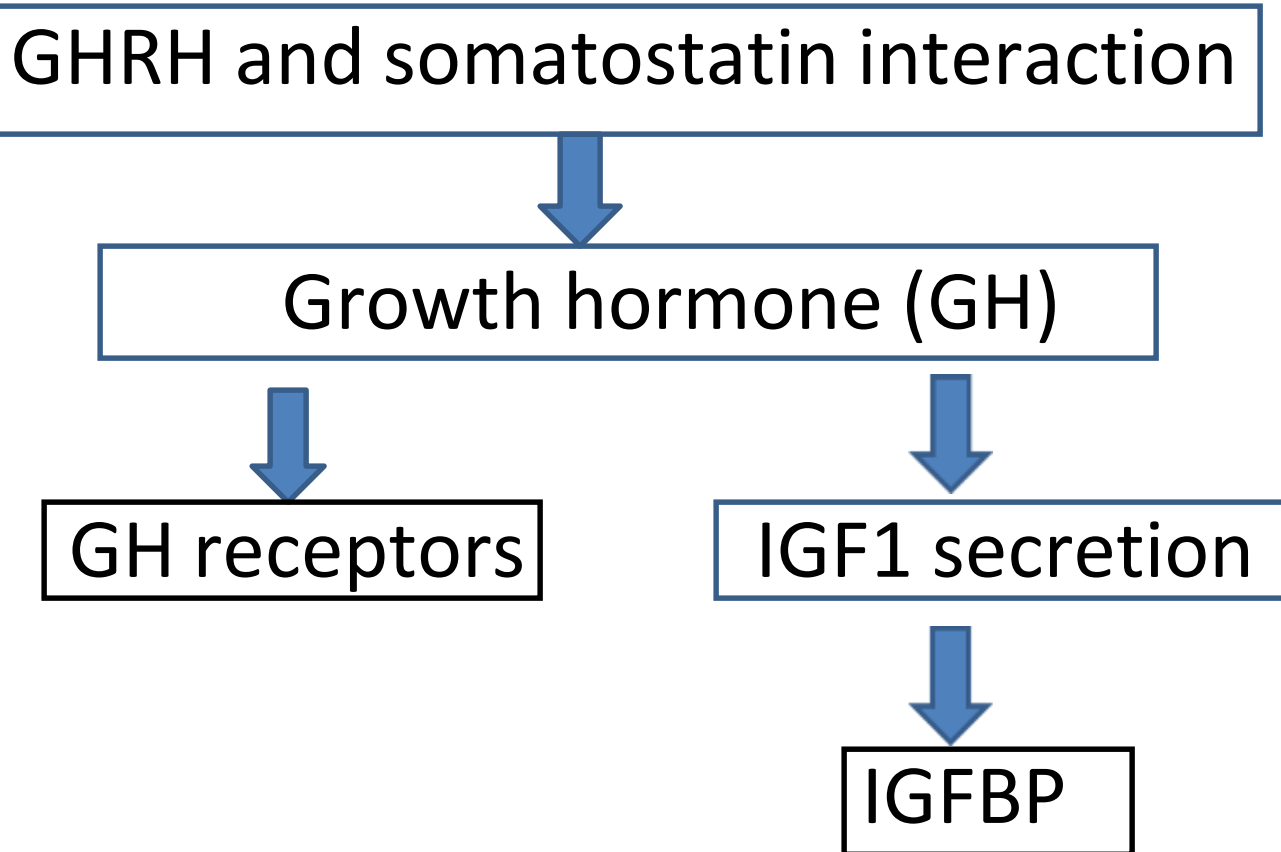 GHRH and somatostatin interaction
Growth hormone (GH)
GH receptors
IGF1 secretion
IGFBP